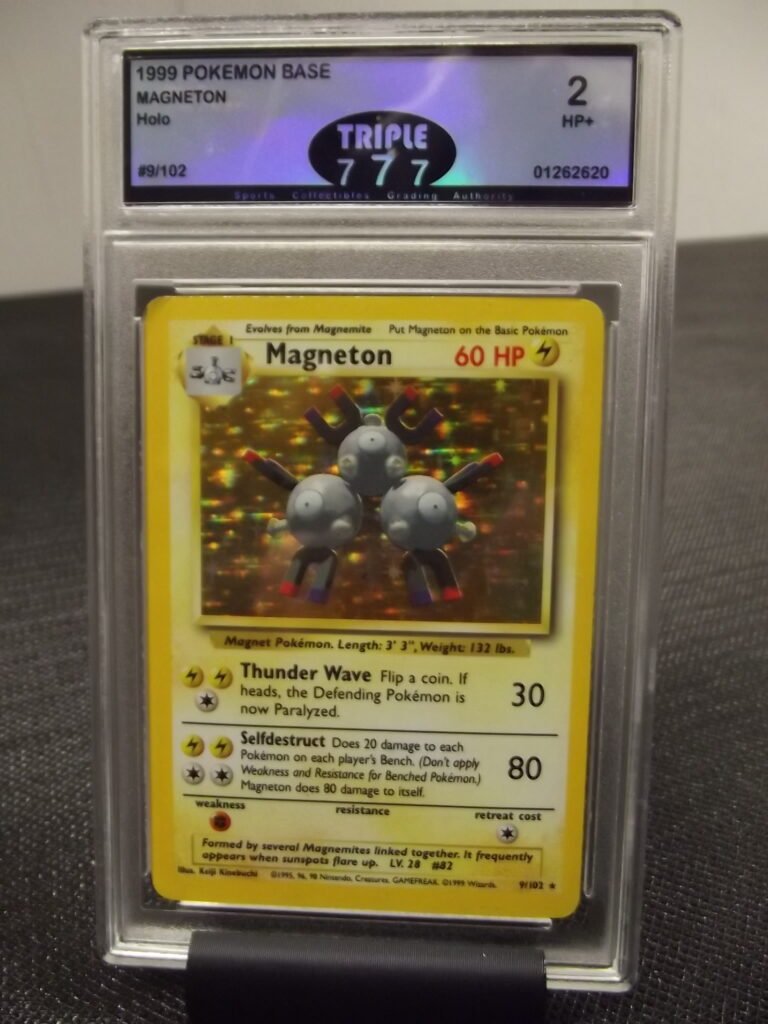 1999 POKEMON BASE
MAGNETON
Holo
#9/102
TRIPLE
777
2
HP+
01262620
Sports Collectibles Grading Authority
STAGE 1
Evolves from Magnemite Put Magneton on the Basic Pokémon
Magneton 60 HP
Magnet Pokémon. Length: 3' 3", Weight: 132 lbs.
Thunder Wave Flip a coin. If
heads, the Defending Pokémon is
now Paralyzed.
30
Selfdestruct Does 20 damage to each
Pokémon on each player's Bench. (Don't apply
Weakness and Resistance for Benched Pokémon.)
Magneton does 80 damage to itself.
80
weakness resistance retreat cost
Formed by several Magnemites linked together. It frequently
appears when sunspots flare up. LV. 28 #82
Illus. Keiji Kinebuchi ©1995, 96, 98 Nintendo, Creatures, GAMEFREAK. ©1999 Wizards. 9/102 ★